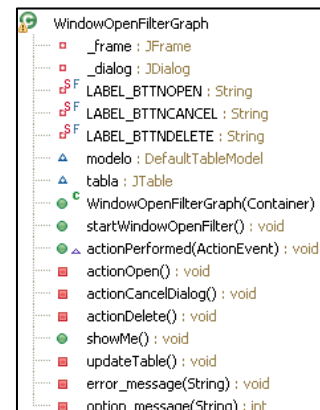 WindowOpenFilterGraph
_frame : JFrame
_dialog : JDialog
S F LABEL_BTTNOPEN : String
S F LABEL_BTTNCANCEL : String
S F LABEL_BTTNDELETE : String
modelo : DefaultTableModel
tabla : JTable
C WindowOpenFilterGraph(Container)
startWindowOpenFilter() : void
actionPerformed(ActionEvent) : void
actionOpen() : void
actionCancelDialog() : void
actionDelete() : void
showMe() : void
updateTable() : void
error_message(String) : void
option_message(String) : int